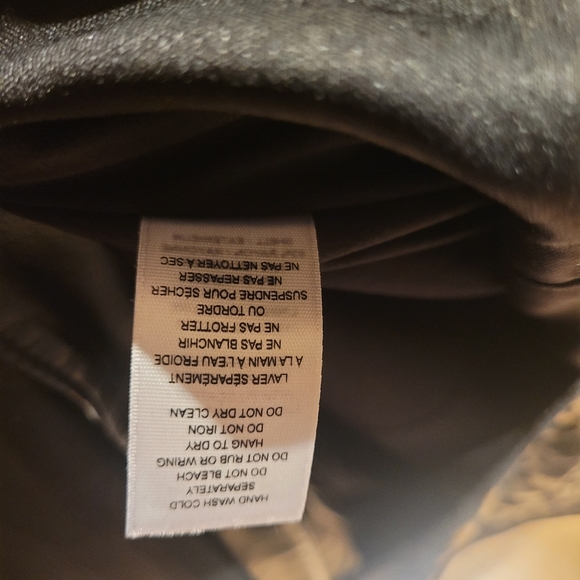 HAND WASH COLD
SEPARATELY
DO NOT BLEACH
DO NOT RUB OR WRING
HANG TO DRY
DO NOT IRON
DO NOT DRY CLEAN
LAVER SÉPARÉMENT
À LA MAIN À L'EAU FROIDE
NE PAS BLANCHIR
NE PAS FROTTER
OU TORDRE
SUSPENDRE POUR SÉCHER
NE PAS REPASSER
NE PAS NETTOYER A SEC